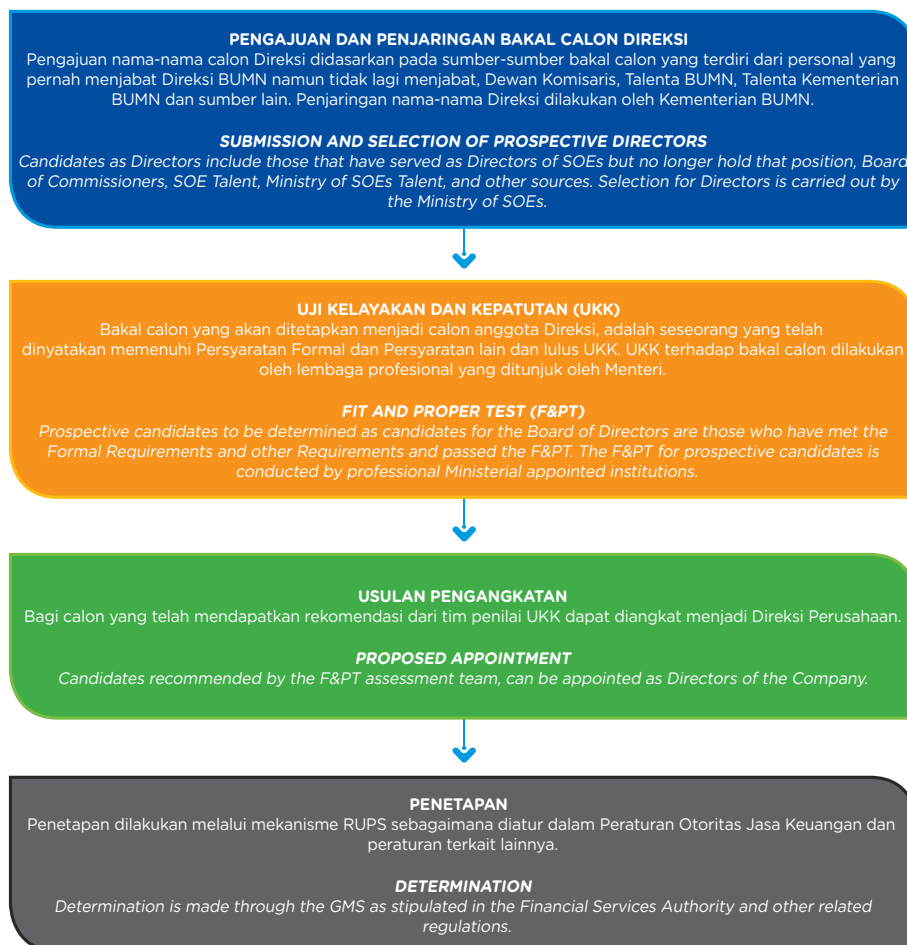 PENGAJUAN DAN PENJARINGAN BAKAL CALON DIREKSI
Pengajuan nama-nama calon Direksi didasarkan pada sumber-sumber bakal calon yang terdiri dari personal yang
pernah menjabat Direksi BUMN namun tidak lagi menjabat, Dewan Komisaris, Talenta BUMN, Talenta Kementerian
BUMN dan sumber lain. Penjaringan nama-nama Direksi dilakukan oleh Kementerian BUMN.
SUBMISSION AND SELECTION OF PROSPECTIVE DIRECTORS
Candidates as Directors include those that have served as Directors of SOEs but no longer hold that position, Board
of Commissioners, SOE Talent, Ministry of SOEs Talent, and other sources. Selection for Directors is carried out by
the Ministry of SOEs.
UJI KELAYAKAN DAN KEPATUTAN (UKK)
Bakal calon yang akan ditetapkan menjadi calon anggota Direksi, adalah seseorang yang telah
dinyatakan memenuhi Persyaratan Formal dan Persyaratan lain dan lulus UKK. UKK terhadap bakal calon dilakukan
oleh lembaga profesional yang ditunjuk oleh Menteri.
FIT AND PROPER TEST (F&PT)
Prospective candidates to be determined as candidates for the Board of Directors are those who have met the
Formal Requirements and other Requirements and passed the F&PT. The F&PT for prospective candidates is
conducted by professional Ministerial appointed institutions.
USULAN PENGANGKATAN
Bagi calon yang telah mendapatkan rekomendasi dari tim penilai UKK dapat diangkat menjadi Direksi Perusahaan.
PROPOSED APPOINTMENT
Candidates recommended by the F&PT assessment team, can be appointed as Directors of the Company.
PENETAPAN
Penetapan dilakukan melalui mekanisme RUPS sebagaimana diatur dalam Peraturan Otoritas Jasa Keuangan dan
peraturan terkait lainnya.
DETERMINATION
Determination is made through the GMS as stipulated in the Financial Services Authority and other related
regulations.